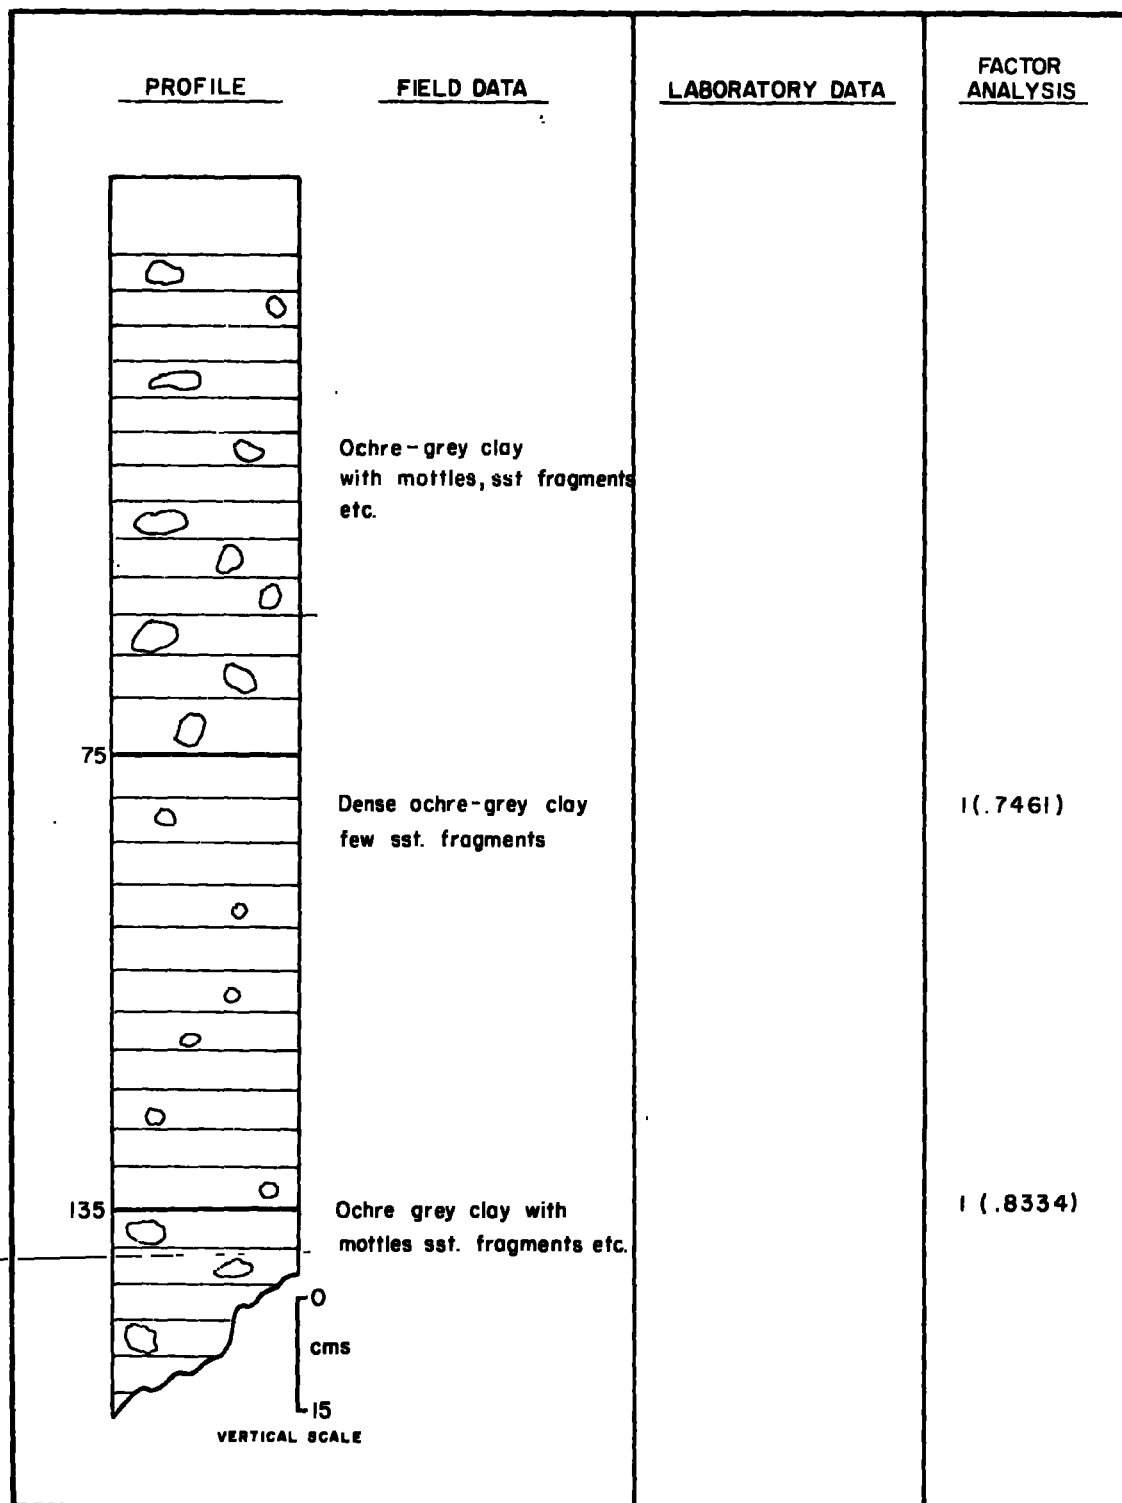 PROFILE
FIELD DATA
LABORATORY DATA
FACTOR
ANALYSIS
Ochre-grey clay
with mottles, sst fragments
etc.
75
Dense ochre-grey clay
few sst. fragments
1(.7461)
135
Ochre grey clay with
mottles sst. fragments etc.
1 (.8334)
0
cms
15
VERTICAL SCALE